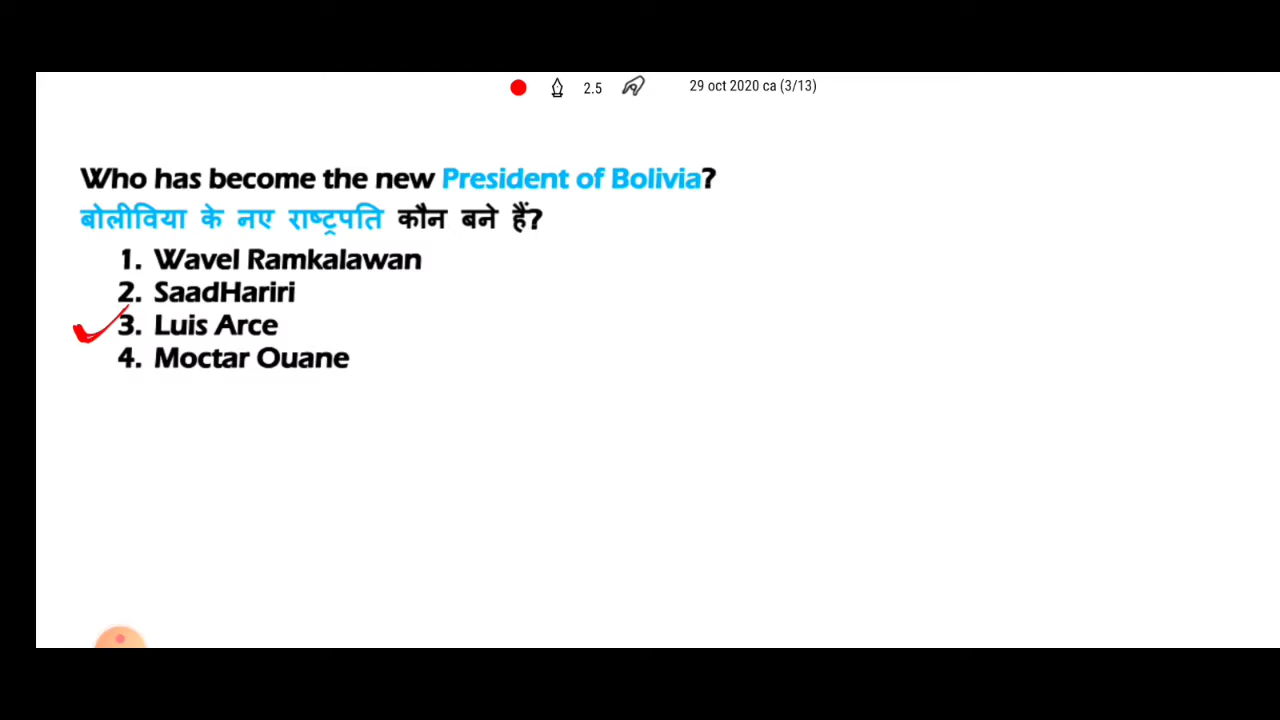 2.5 29 oct 2020 ca (3/13)
Who has become the new President of Bolivia?
बोलीविया के नए राष्ट्रपति कौन बने हैं?
1. Wavel Ramkalawan
2. SaadHariri
3. Luis Arce
4. Moctar Ouane